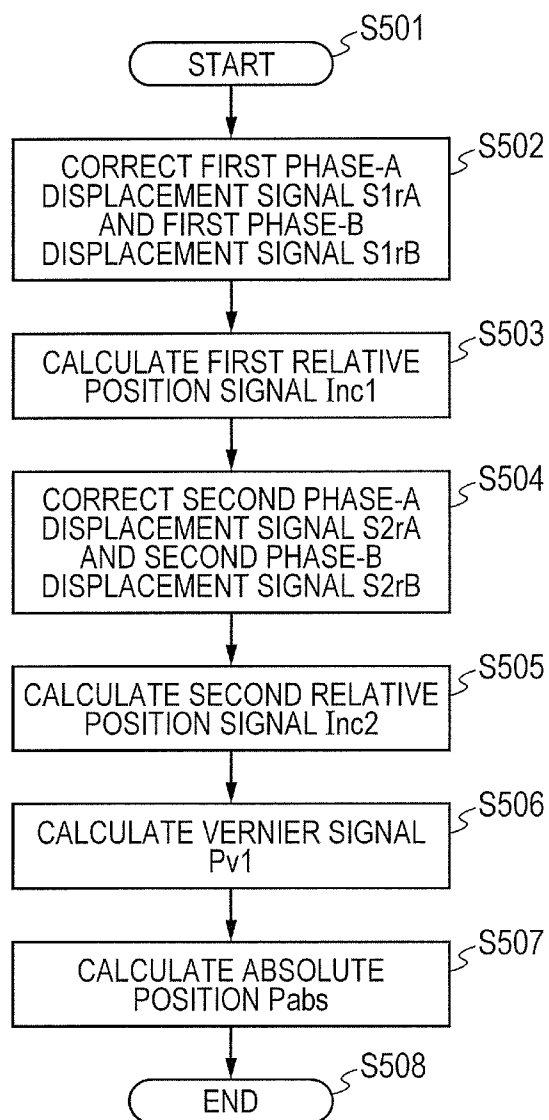 S501
START
S502
CORRECT FIRST PHASE-A
DISPLACEMENT SIGNAL S1rA
AND FIRST PHASE-B
DISPLACEMENT SIGNAL S1rB
S503
CALCULATE FIRST RELATIVE
POSITION SIGNAL Inc1
S504
CORRECT SECOND PHASE-A
DISPLACEMENT SIGNAL S2rA
AND SECOND PHASE-B
DISPLACEMENT SIGNAL S2rB
S505
CALCULATE SECOND RELATIVE
POSITION SIGNAL Inc2
S506
CALCULATE VERNIER SIGNAL
Pv1
S507
CALCULATE ABSOLUTE
POSITION Pabs
S508
END